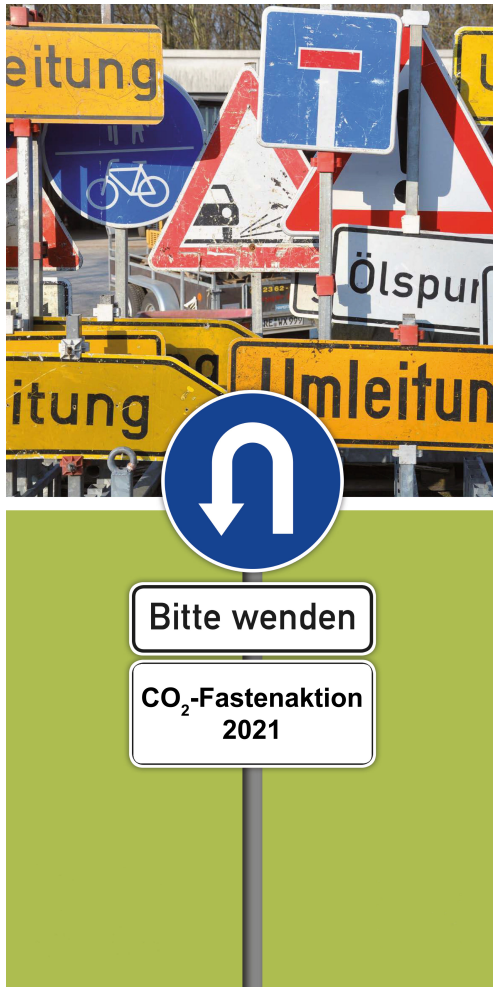 eitung
Ölspur
itung
Umleitun
Bitte wenden
CO₂-Fastenaktion
2021